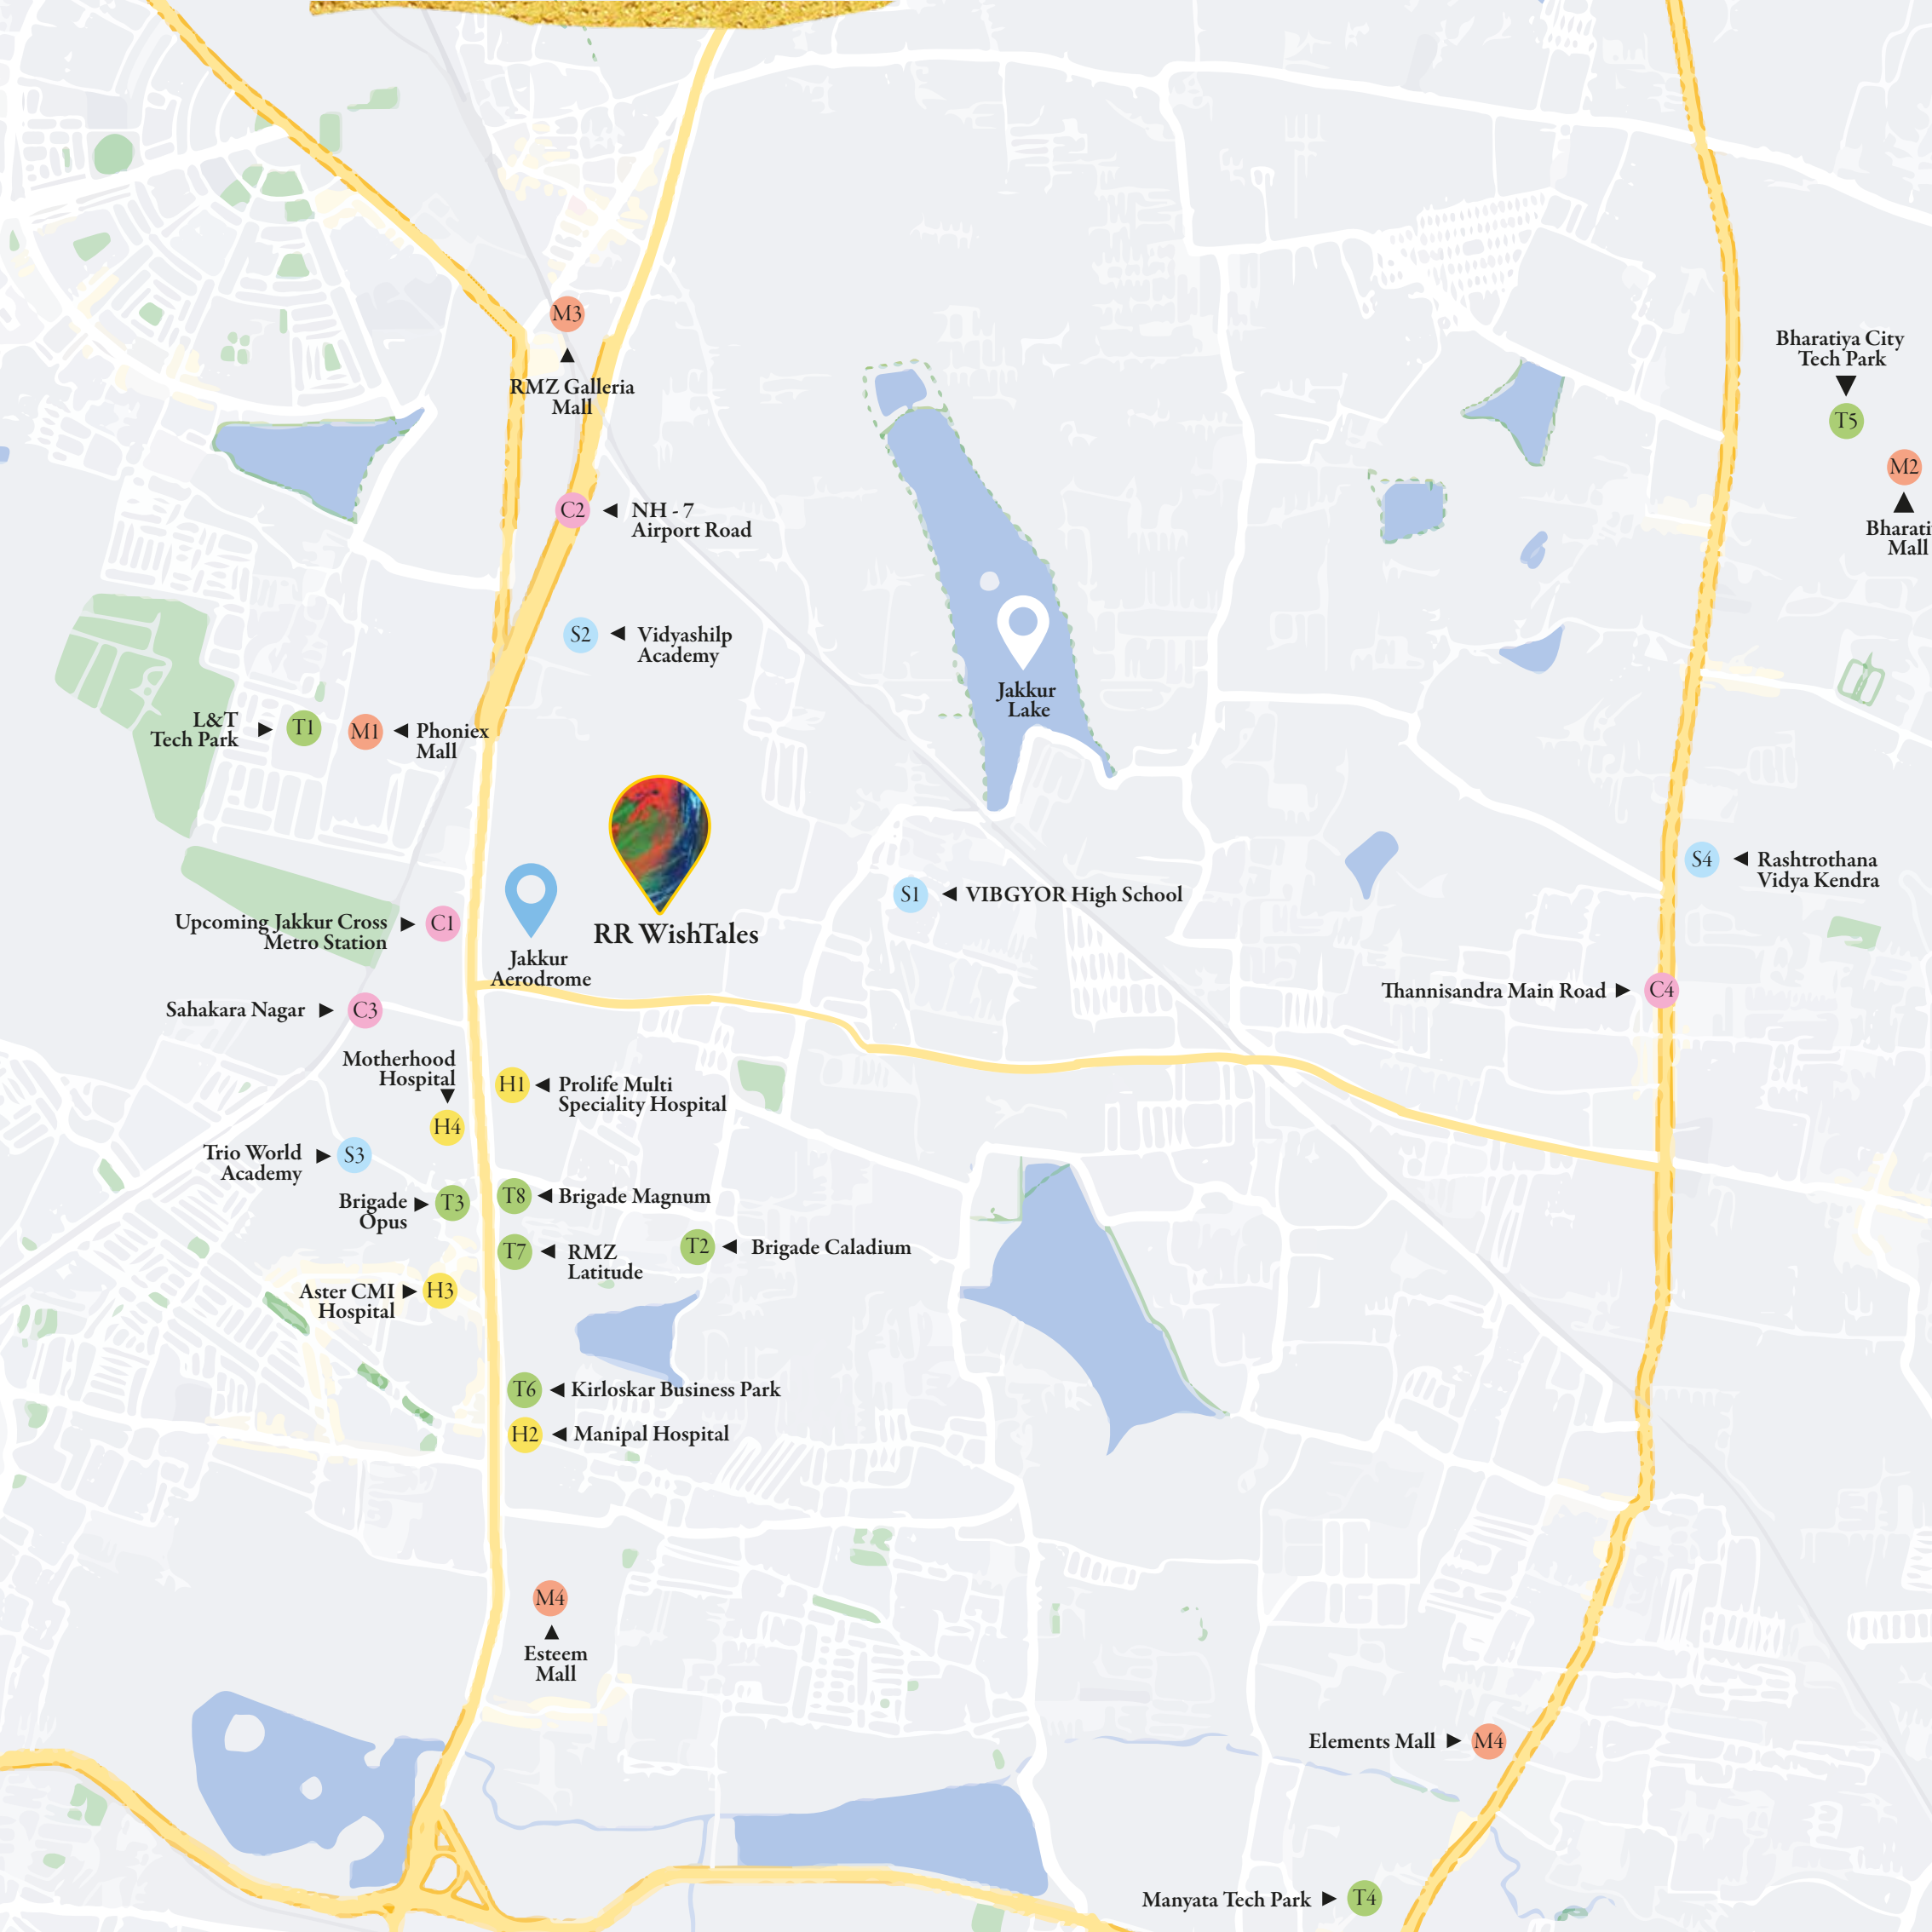 M3
RMZ Galleria
Mall
Bharatiya City
Tech Park
T5
M2
Bharati
Mall
C2
NH - 7
Airport Road
S2
Vidyashilp
Academy
Jakkur
Lake
L&T
Tech Park
T1
M1
Phoniex
Mall
S4
Rashtrothana
Vidya Kendra
S1
VIBGYOR High School
Upcoming Jakkur Cross
Metro Station
C1
RR WishTales
Jakkur
Aerodrome
Thannisandra Main Road
C4
Sahakara Nagar
C3
Motherhood
Hospital
H4
H1
Prolife Multi
Speciality Hospital
Trio World
Academy
S3
Brigade
Opus
T3
T8
Brigade Magnum
T7
RMZ
Latitude
T2
Brigade Caladium
Aster CMI
Hospital
H3
T6
Kirloskar Business Park
H2
Manipal Hospital
M4
Esteem
Mall
Elements Mall
M4
Manyata Tech Park
T4